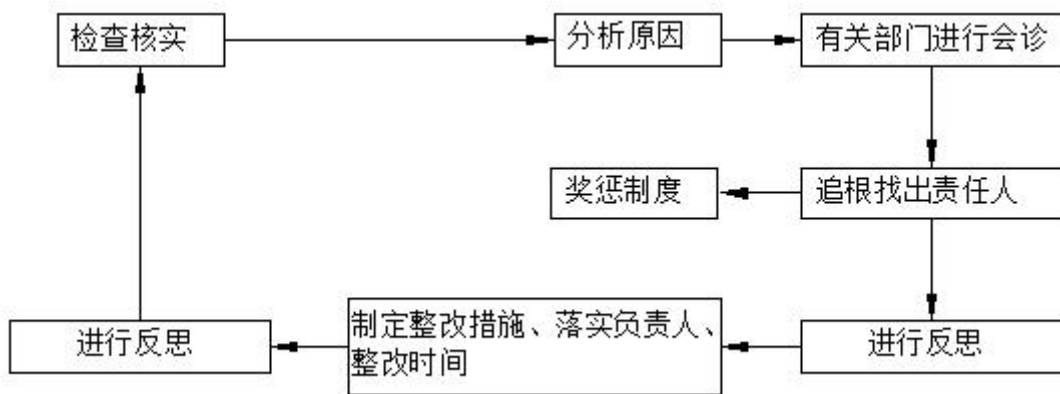 检查核实
分析原因
有关部门进行会诊
奖惩制度
追根找出责任人
进行反思
制定整改措施、落实负责人、
整改时间
进行反思